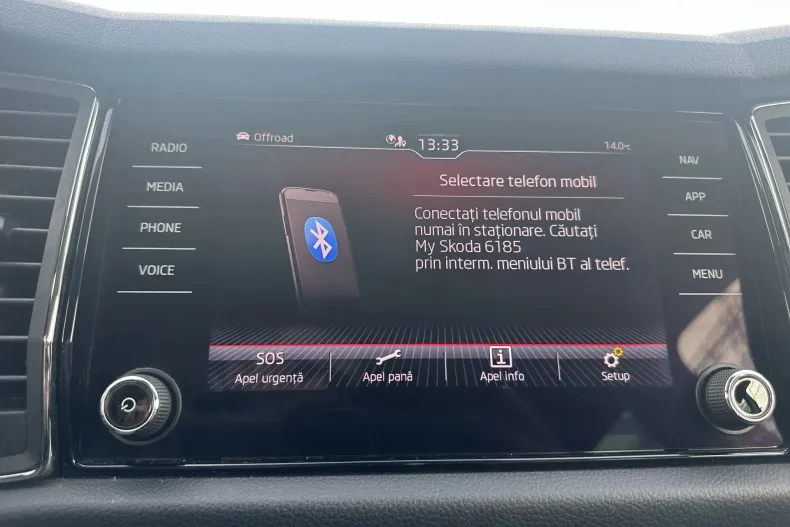 Offroad
13:33
14.0°C
RADIO
MEDIA
PHONE
VOICE
Selectare telefon mobil
Conectați telefonul mobil
numai în staționare. Căutați
My Skoda 6185
prin interm. meniului BT al telef.
NAV
APP
CAR
MENU
SOS
Apel urgență
Apel pană
i
Apel info
Setup